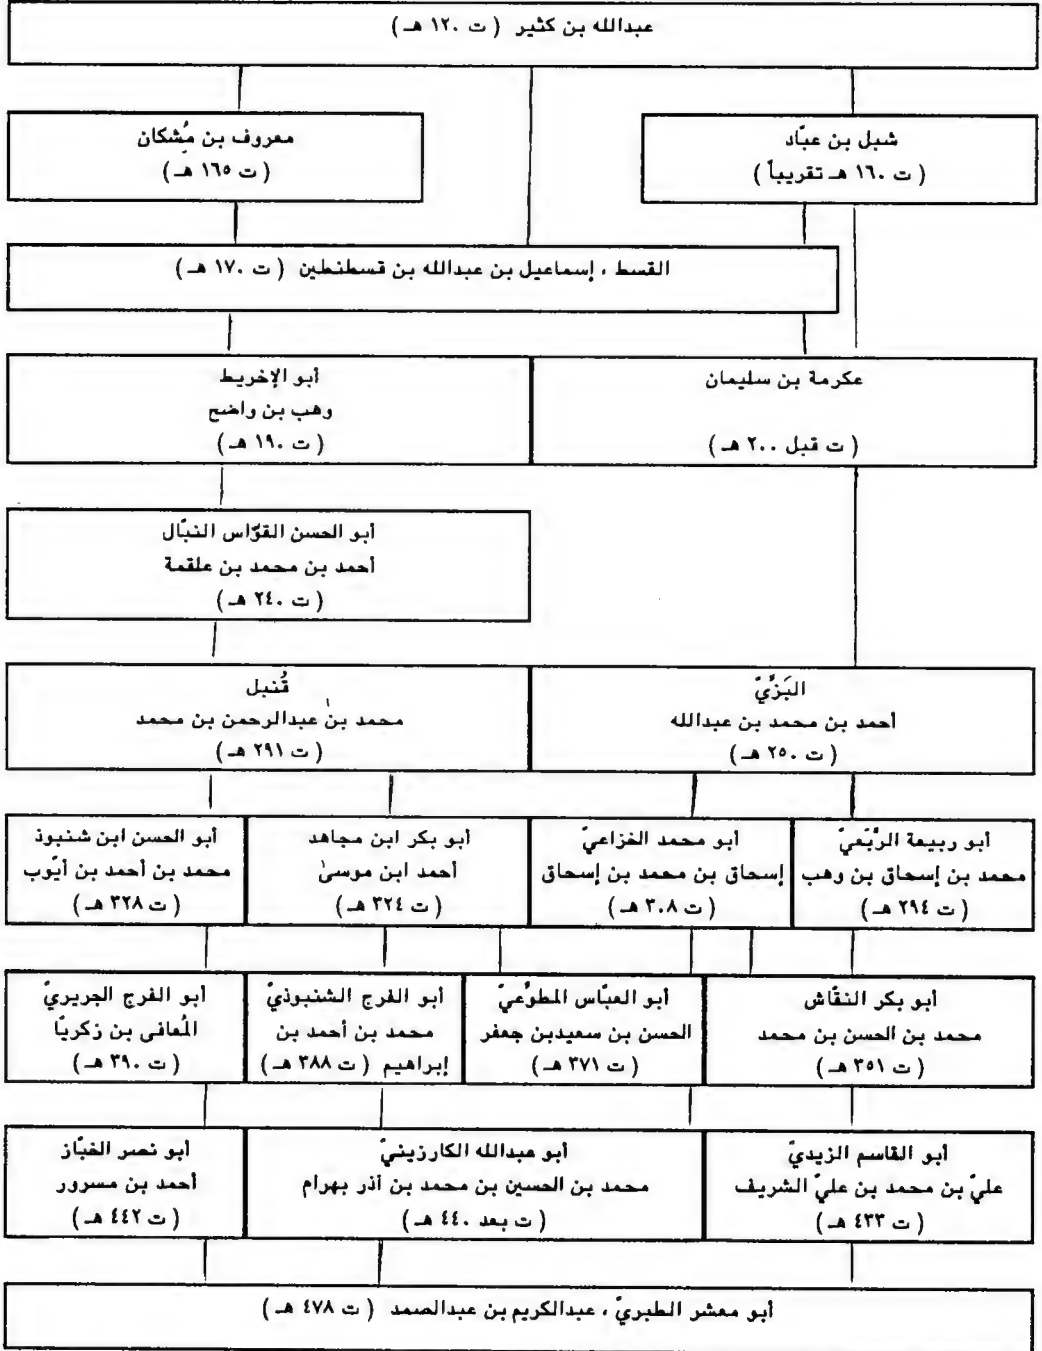 عبدالله بن كثير ( ت ١٢٠ هـ )
شبل بن عبّاد
( ت ١٦٠ هـ تقريباً )
معروف بن مُشكان
( ت ١٦٥ هـ )
القسط ، إسماعيل بن عبدالله بن قسطنطين ( ت ١٧٠ هـ )
عكرمة بن سليمان
( ت قبل ٢٠٠ هـ )
أبو الإخريط
وهب بن واضح
( ت ١٩٠ هـ )
أبو الحسن القوّاس النبّال
أحمد بن محمد بن علقمة
( ت ٢٤٠ هـ )
البَزّيّ
أحمد بن محمد بن عبدالله
( ت ٢٥٠ هـ )
قُنبل
محمد بن عبدالرحمن بن محمد
( ت ٢٩١ هـ )
أبو ربيعة الرَّبَعيّ
محمد بن إسحاق بن وهب
( ت ٢٩٤ هـ )
أبو محمد الخزاعيّ
إسحاق بن محمد بن إسحاق
( ت ٣٠٨ هـ )
أبو بكر ابن مجاهد
أحمد ابن موسىٰ
( ت ٣٢٤ هـ )
أبو الحسن ابن شنبوذ
محمد بن أحمد بن أيّوب
( ت ٣٢٨ هـ )
أبو بكر النقّاش
محمد بن الحسن بن محمد
( ت ٣٥١ هـ )
أبو العبّاس المطوِّعيّ
الحسن بن سعيدبن جعفر
( ت ٣٧١ هـ )
أبو الفرج الشنبوذيّ
محمد بن أحمد بن
إبراهيم ( ت ٣٨٨ هـ )
أبو الفرج الجريريّ
المُعافى بن زكريّا
( ت ٣٩٠ هـ )
أبو القاسم الزيديّ
عليّ بن محمد بن عليّ الشريف
( ت ٤٣٣ هـ )
أبو عبدالله الكارزينيّ
محمد بن الحسين بن محمد بن آذر بهرام
( ت بعد ٤٤٠ هـ )
أبو نصر الخبّاز
أحمد بن مسرور
( ت ٤٤٢ هـ )
أبو معشر الطبريّ ، عبدالكريم بن عبدالصمد ( ت ٤٧٨ هـ )